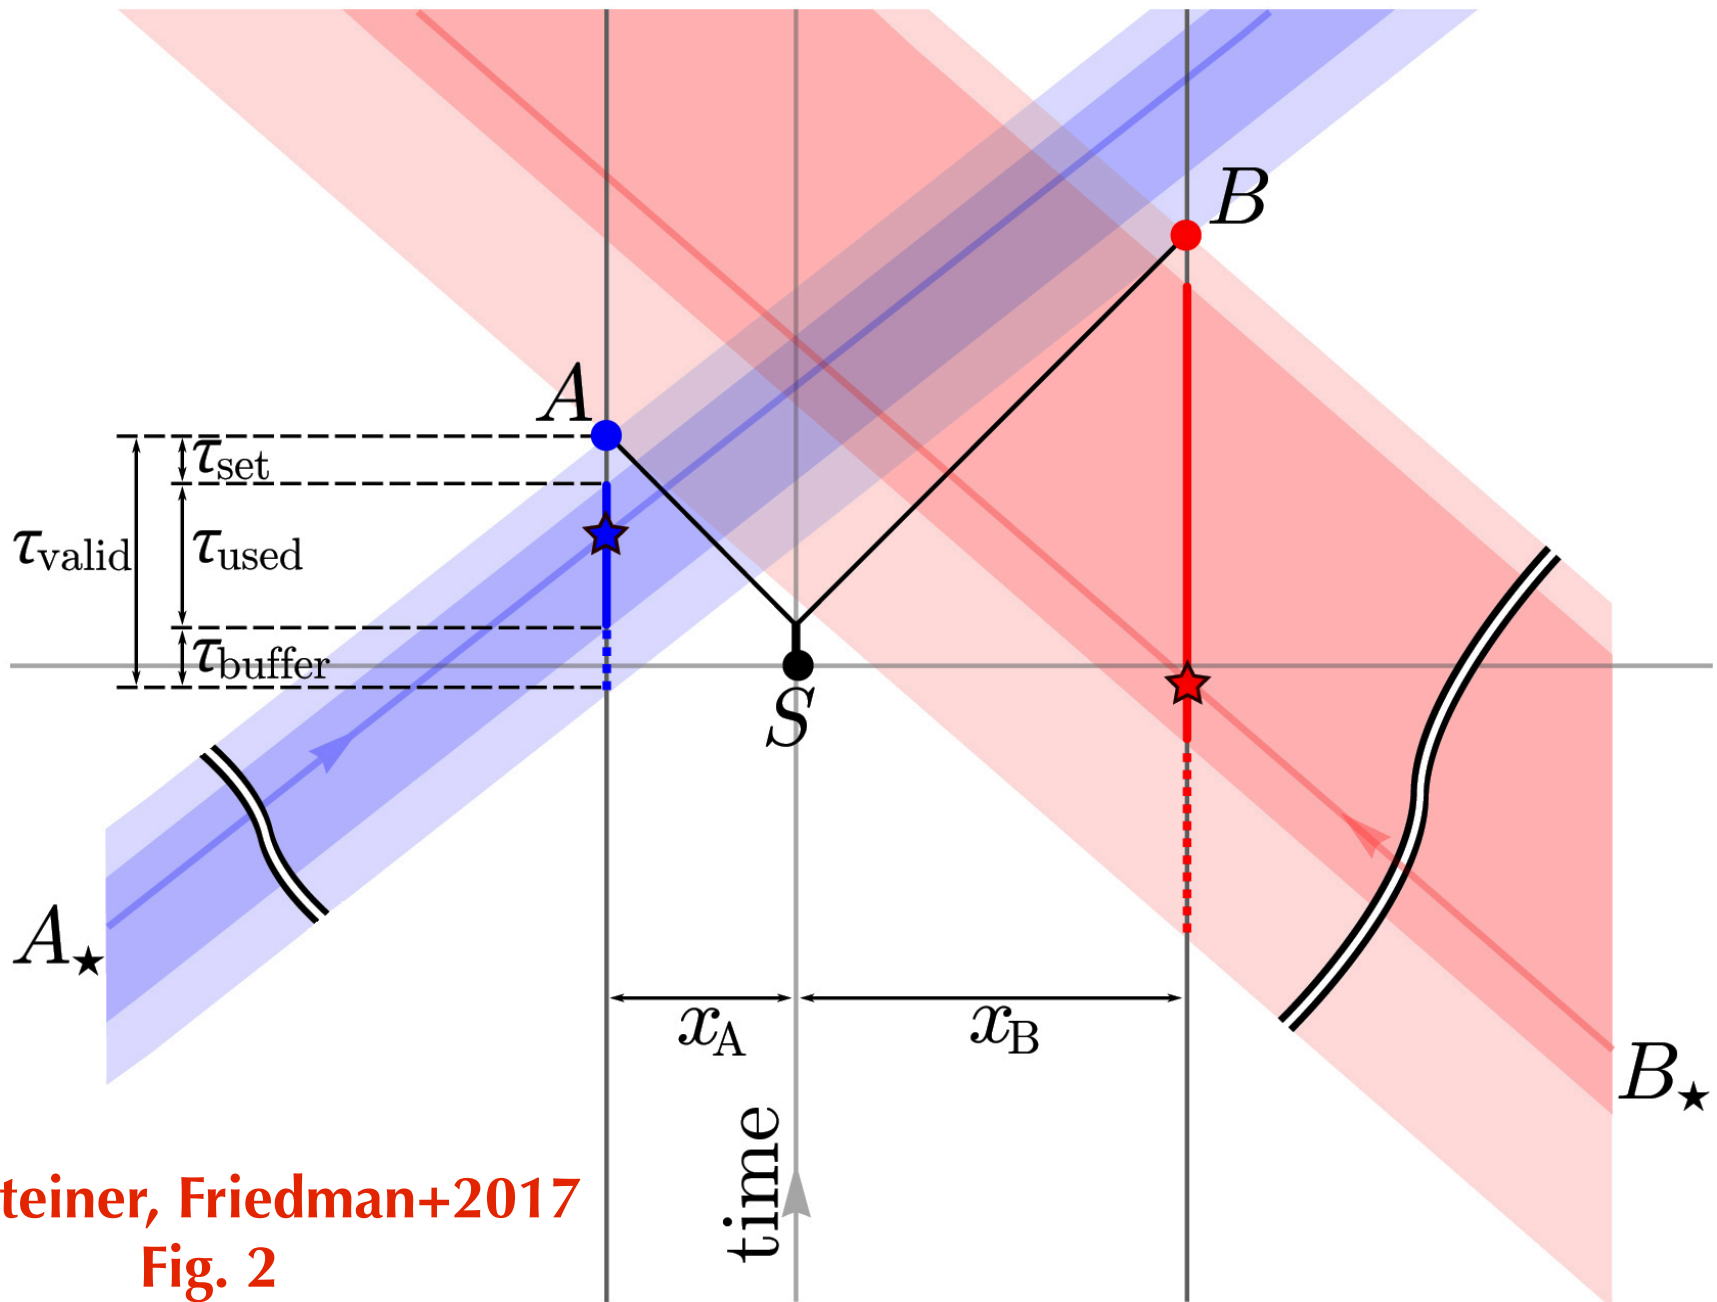 B
A
τset
τvalid
τused
τbuffer
S
A★
xA
xB
B★
time
teiner, Friedman+2017
Fig. 2